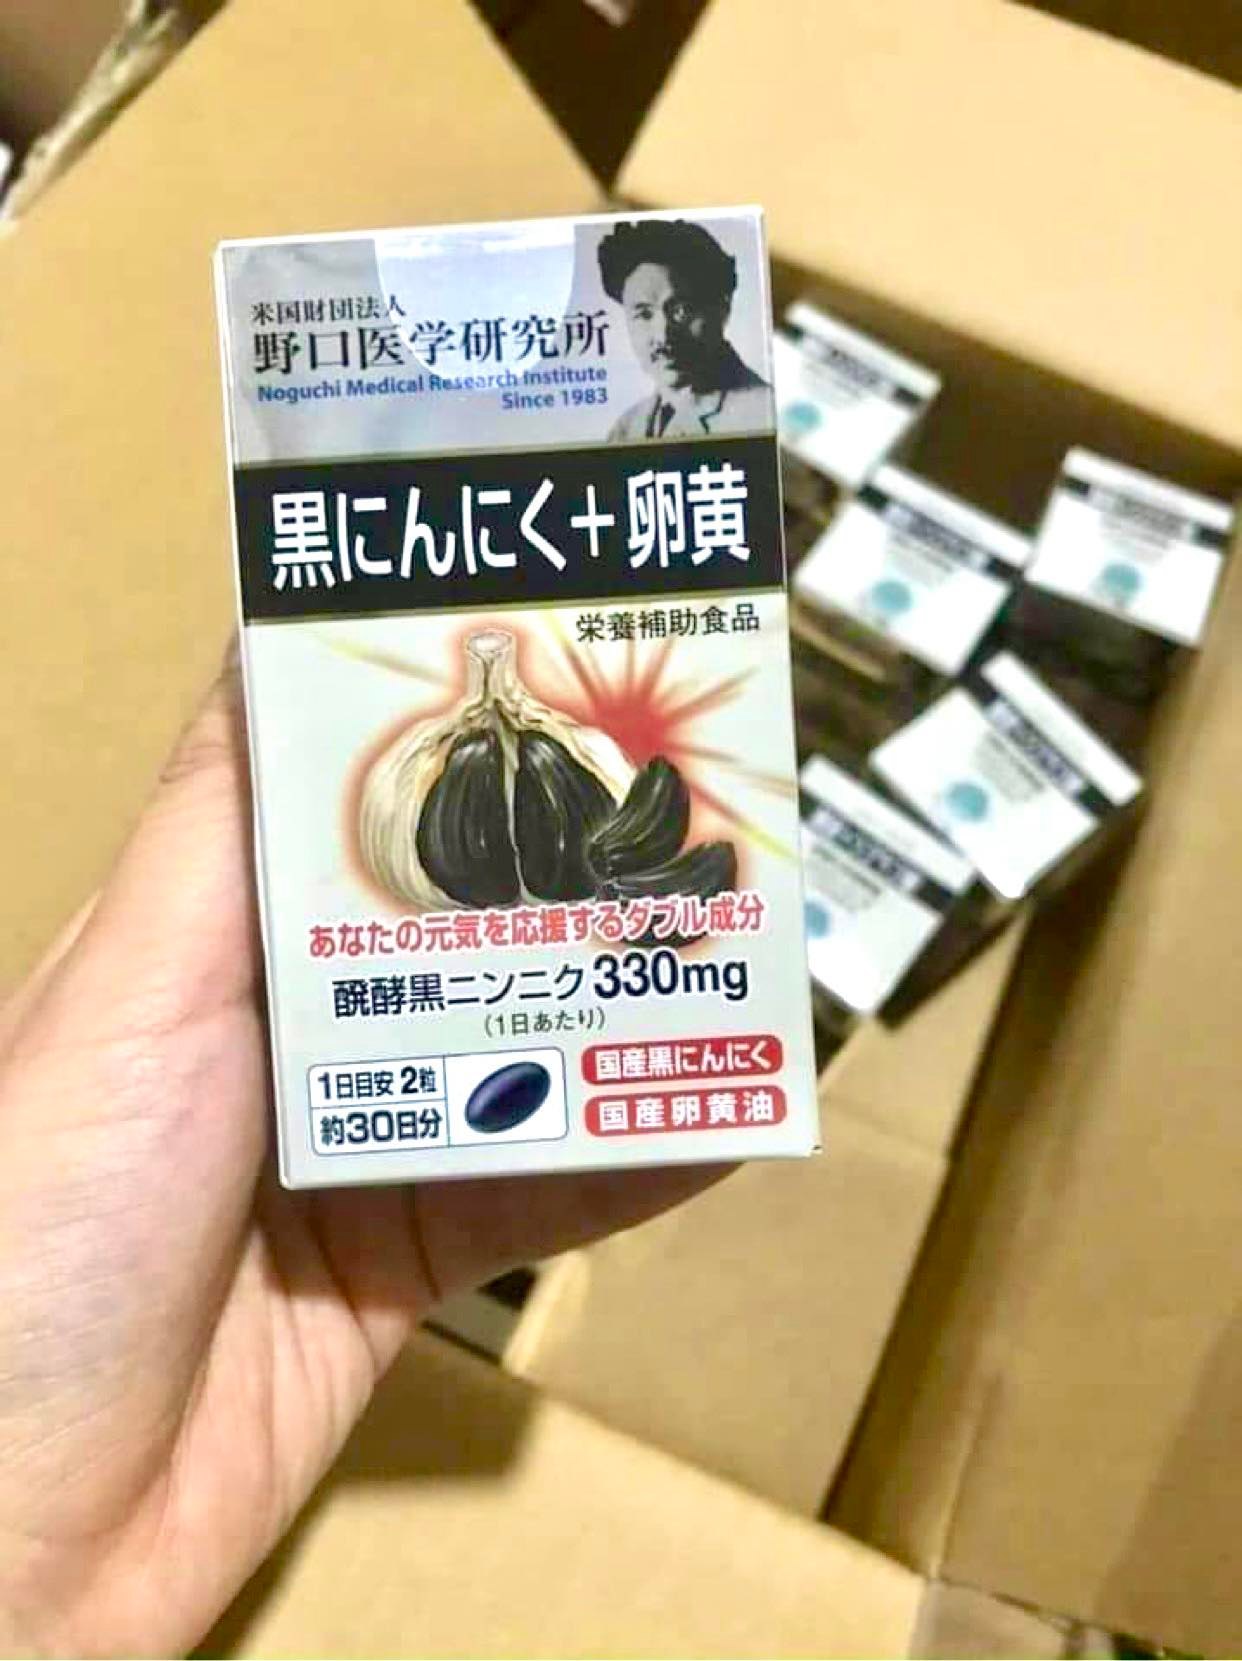 米国財団法人
野口医学研究所
Noguchi Medical Research Institute
Since 1983
黒にんにく+卵黄
栄養補助食品
あなたの元気を応援するダブル成分
醗酵黒ニンニク330mg
(1日あたり)
1日目安 2粒
約30日分
国産黒にんにく
国産卵黄油